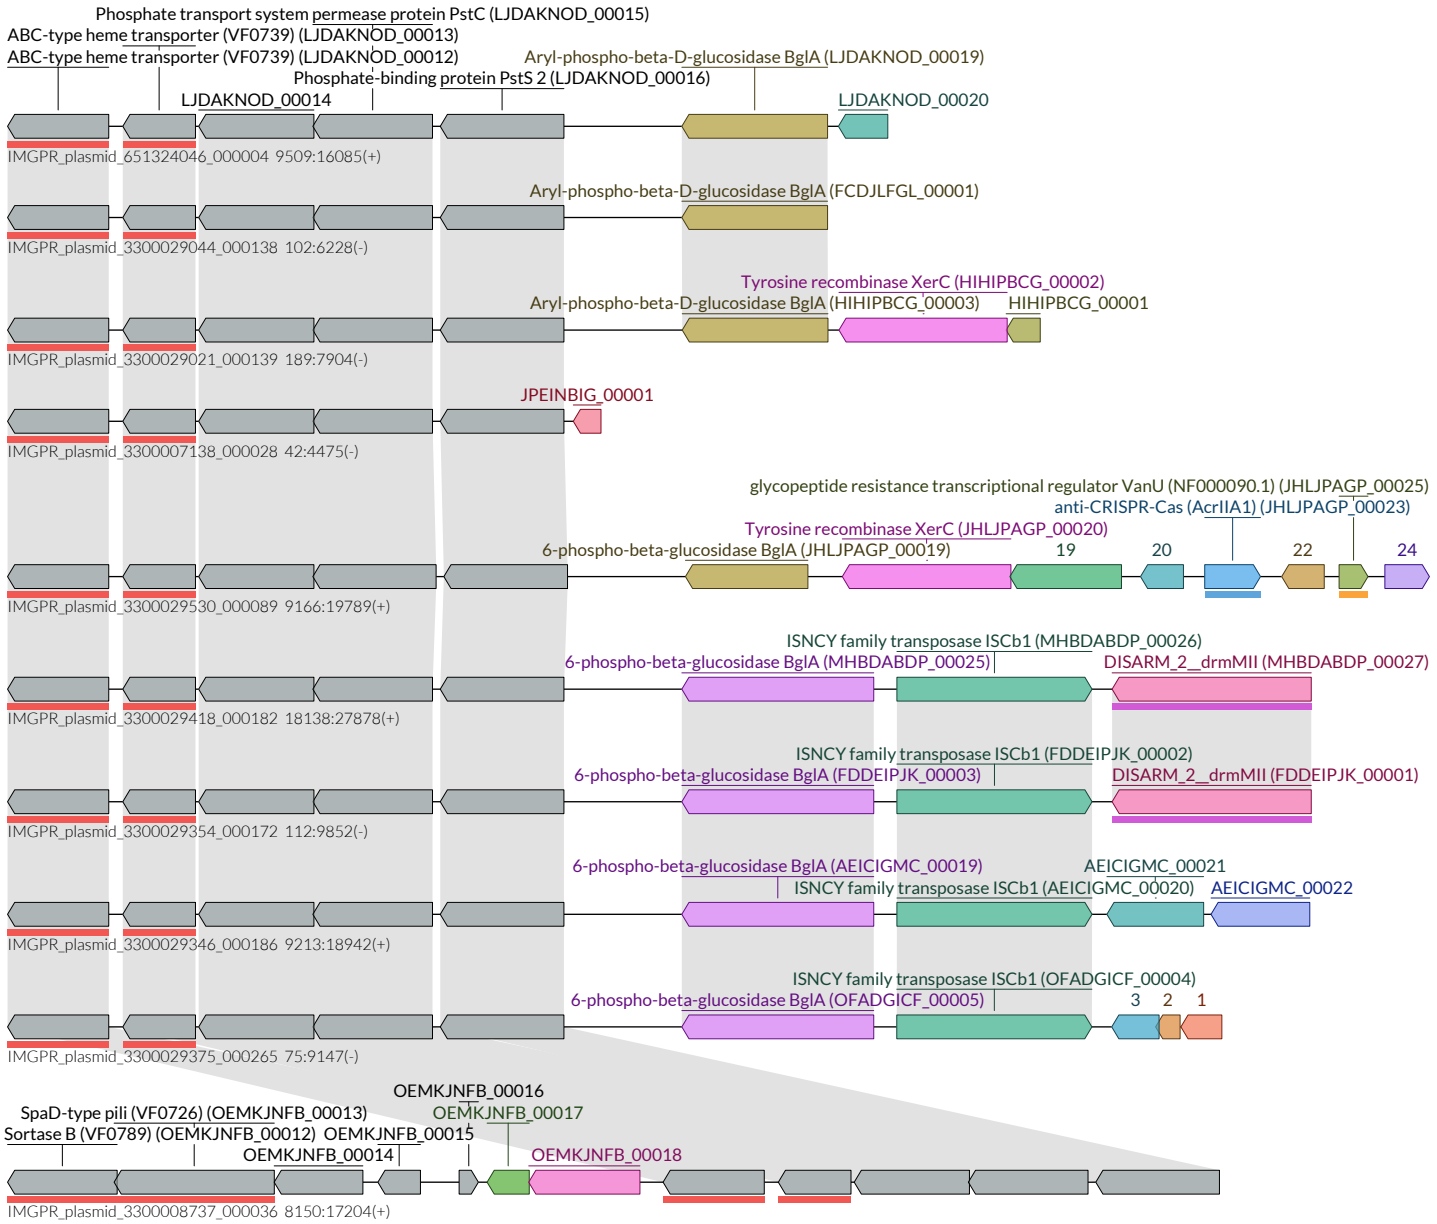 Phosphate transport system permease protein PstC (LJDAKNOD_00015)
ABC-type heme transporter (VF0739) (LJDAKNOD_00013)
ABC-type heme transporter (VF0739) (LJDAKNOD_00012)
Aryl-phospho-beta-D-glucosidase BglA (LJDAKNOD_00019)
Phosphate-binding protein PstS 2 (LJDAKNOD_00016)
LJDAKNOD_00014
LJDAKNOD_00020
IMGPR_plasmid_651324046_000004 9509:16085(+)
Aryl-phospho-beta-D-glucosidase BglA (FCDJLFGL_00001)
IMGPR_plasmid_3300029044_000138 102:6228(-)
Tyrosine recombinase XerC (HIHIPBCG_00002)
Aryl-phospho-beta-D-glucosidase BglA (HIHIPBCG_00003)
HIHIPBCG_00001
IMGPR_plasmid_3300029021_000139 189:7904(-)
JPEINBIG_00001
IMGPR_plasmid_3300007138_000028 42:4475(-)
glycopeptide resistance transcriptional regulator VanU (NF000090.1) (JHLJPAGP_00025)
anti-CRISPR-Cas (AcrIIA1) (JHLJPAGP_00023)
Tyrosine recombinase XerC (JHLJPAGP_00020)
6-phospho-beta-glucosidase BglA (JHLJPAGP_00019)
19
20
22
24
IMGPR_plasmid_3300029530_000089 9166:19789(+)
ISNCY family transposase ISCb1 (MHBDABDP_00026)
6-phospho-beta-glucosidase BglA (MHBDABDP_00025)
DISARM_2__drmMII (MHBDABDP_00027)
IMGPR_plasmid_3300029418_000182 18138:27878(+)
ISNCY family transposase ISCb1 (FDDEIPJK_00002)
6-phospho-beta-glucosidase BglA (FDDEIPJK_00003)
DISARM_2__drmMII (FDDEIPJK_00001)
IMGPR_plasmid_3300029354_000172 112:9852(-)
6-phospho-beta-glucosidase BglA (AEICIGMC_00019)
AEICIGMC_00021
ISNCY family transposase ISCb1 (AEICIGMC_00020)
AEICIGMC_00022
IMGPR_plasmid_3300029346_000186 9213:18942(+)
ISNCY family transposase ISCb1 (OFADGICF_00004)
6-phospho-beta-glucosidase BglA (OFADGICF_00005)
3
2
1
IMGPR_plasmid_3300029375_000265 75:9147(-)
OEMKJNFB_00016
SpaD-type pili (VF0726) (OEMKJNFB_00013)
OEMKJNFB_00017
Sortase B (VF0789) (OEMKJNFB_00012)
OEMKJNFB_00015
OEMKJNFB_00014
OEMKJNFB_00018
IMGPR_plasmid_3300008737_000036 8150:17204(+)